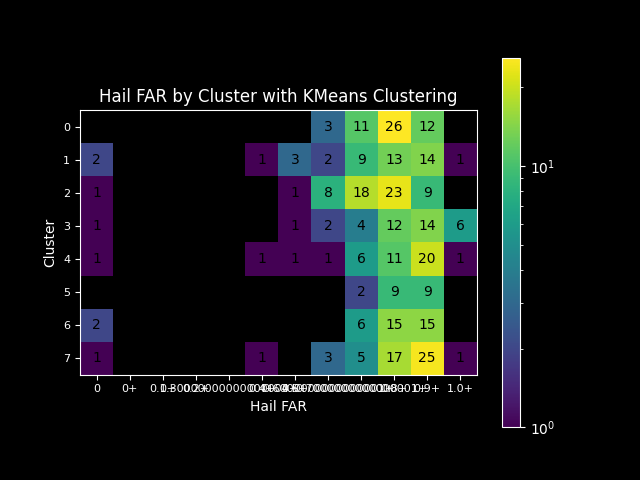 Hail FAR by Cluster with KMeans Clustering
Cluster
0 3 11 26 12
1 2 1 3 2 9 13 14 1
2 1 1 8 18 23 9
3 1 1 2 4 12 14 6
4 1 1 1 1 6 11 20 1
5 2 9 9
6 2 6 15 15
7 1 1 3 5 17 25 1
0 0+ 0.9+ 1.0+
Hail FAR
10¹
10⁰